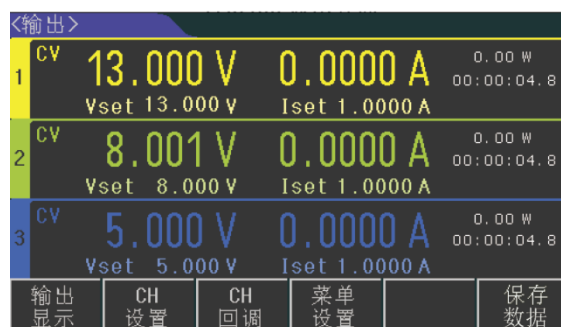 <输出>
1 CV 13.000 V 0.0000 A 0.00 W
00:00:04.8
Vset 13.000 V Iset 1.0000 A
2 CV 8.001 V 0.0000 A 0.00 W
00:00:04.8
Vset 8.000 V Iset 1.0000 A
3 CV 5.000 V 0.0000 A 0.00 W
00:00:04.8
Vset 5.000 V Iset 1.0000 A
输出 CH CH 菜单 保存
显示 设置 回调 设置 数据